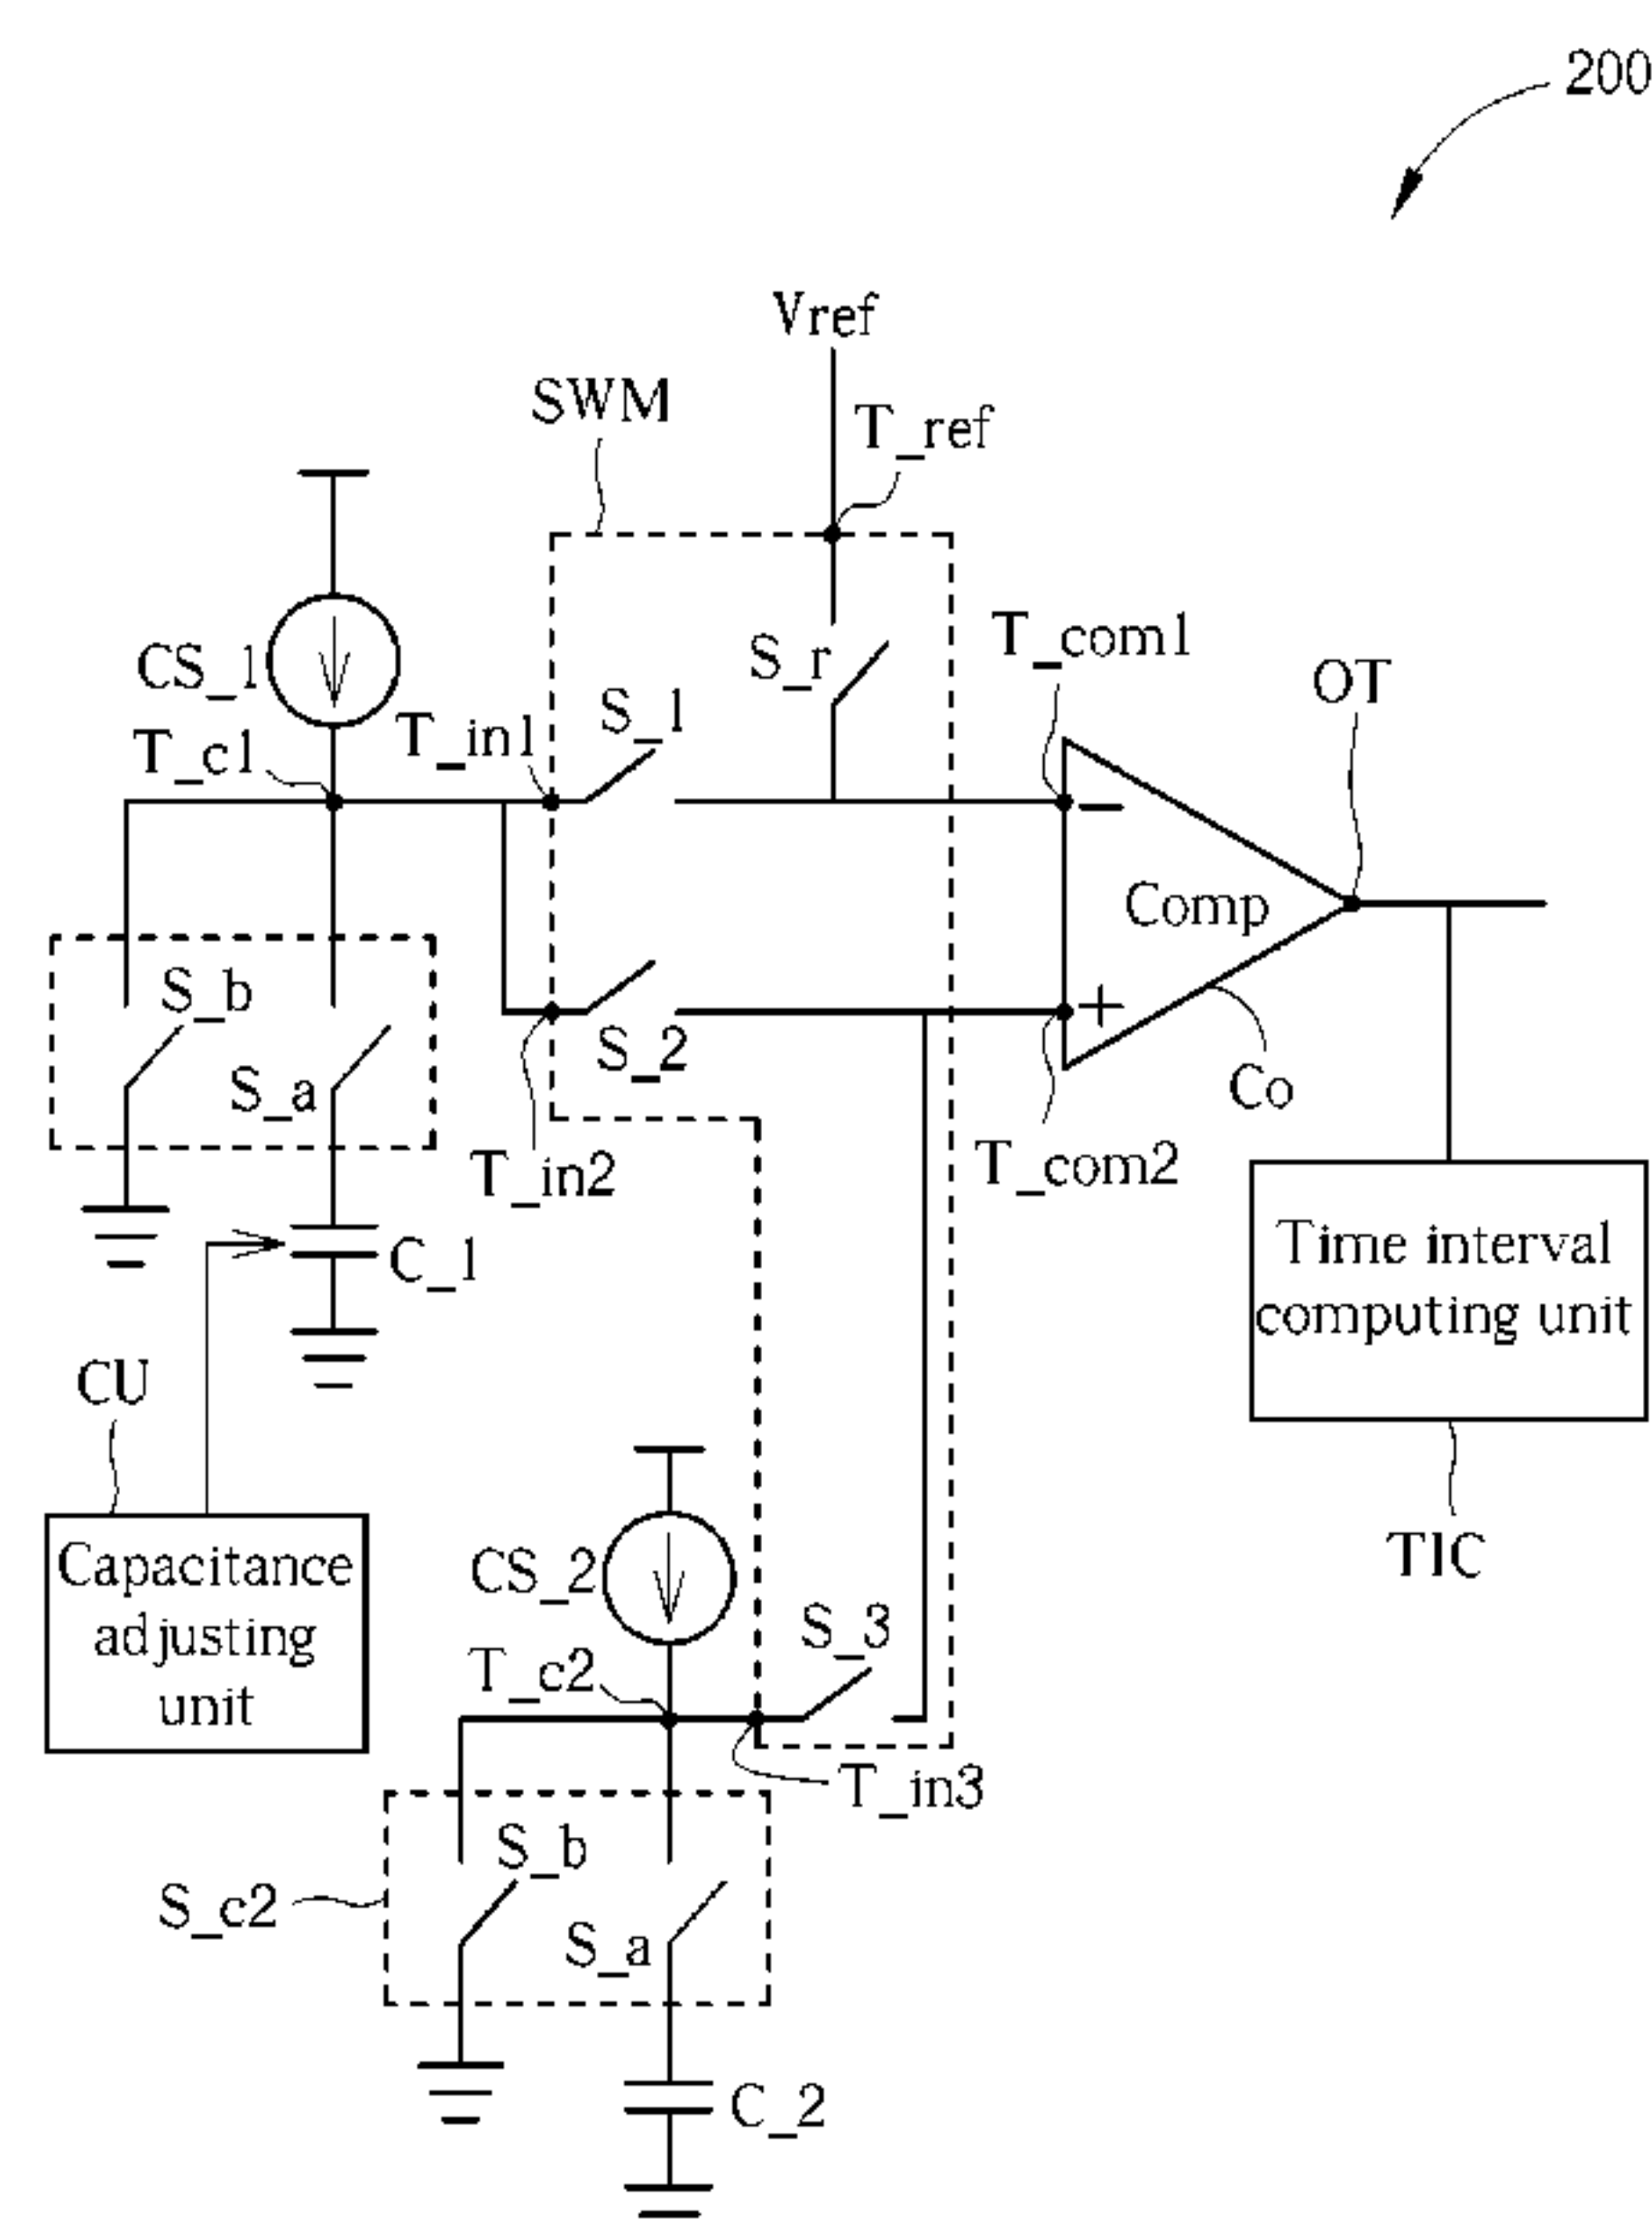 200
Vref
SWM
T_ref
CS_1
S_r
T_com1
OT
T_c1
T_in1
S_1
−
Comp
S_b
S_a
S_2
+
Co
T_in2
T_com2
C_1
Time interval
computing unit
CU
TIC
Capacitance
adjusting
unit
CS_2
S_3
T_c2
T_in3
S_b
S_c2
S_a
C_2